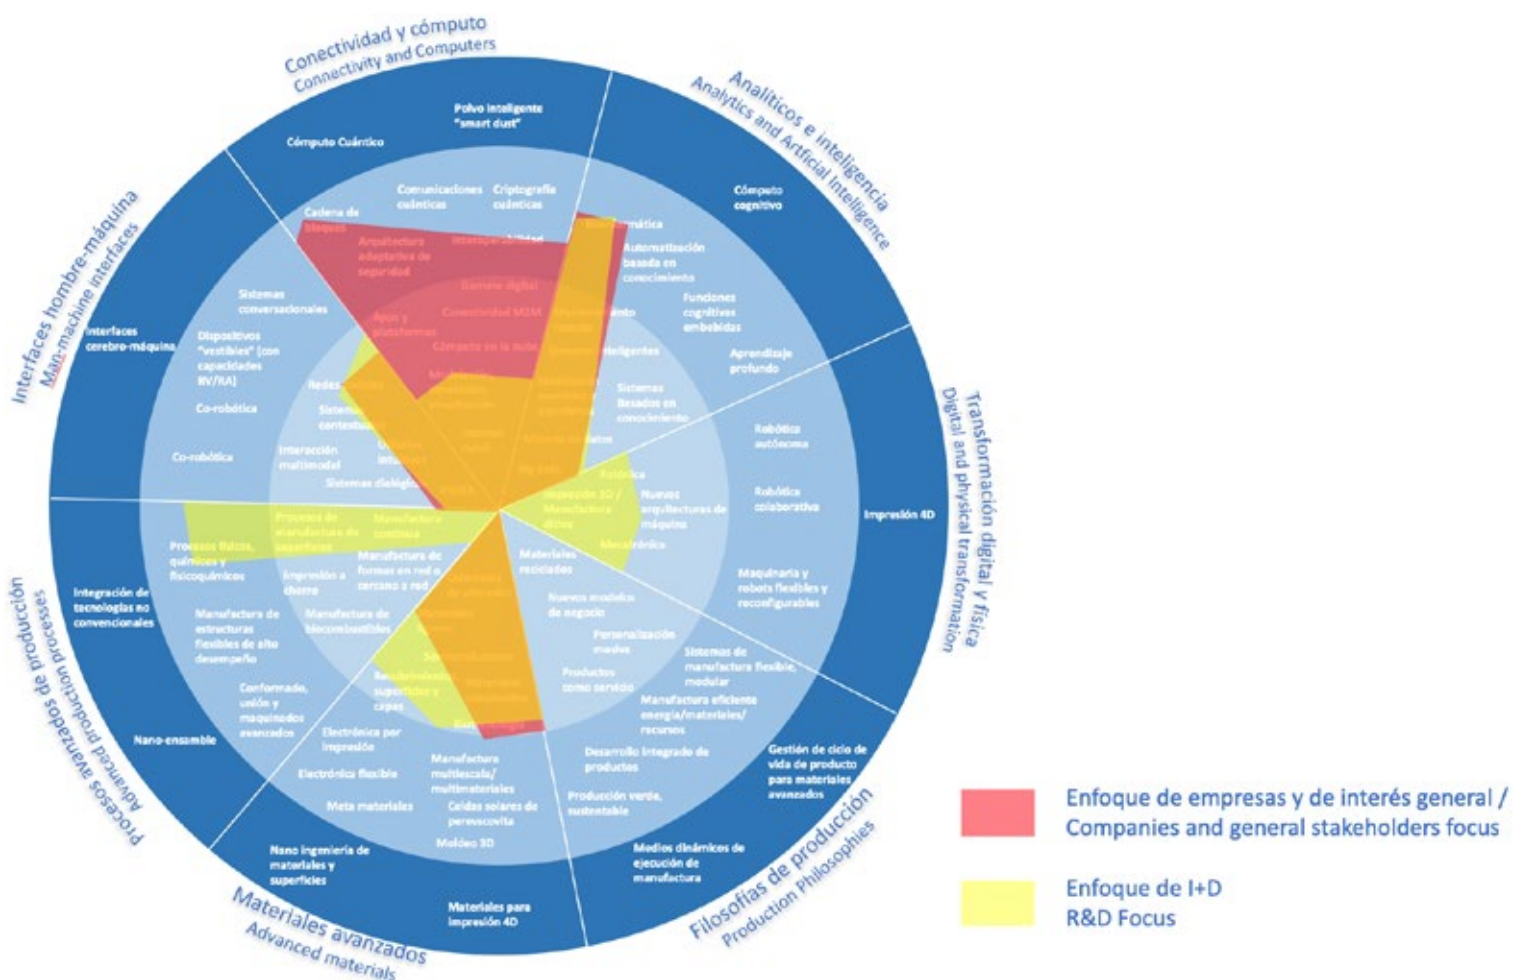 Conectividad y cómputo
Connectivity and Computers
Analíticos e inteligencia
Analytics and Artficial Intelligence
Interfaces hombre-máquina
Man-machine interfaces
Transformación digital y física
Digital and physical transformation
Procesos avanzados de producción
Advanced production processes
Materiales avanzados
Advanced materials
Filosofías de producción
Production Philosophies
Polvo inteligente
"smart dust"
Cómputo Cuántico
Comunicaciones
cuánticas
Criptografía
cuánticas
Cadena de
bloques
Arquitectura
adaptativa de
seguridad
Interoperabilidad
Gemelo digital
Conectividad M2M
Apps y
plataformas
Cómputo en la nube
Cómputo
cognitivo
Automatización
basada en
conocimiento
Funciones
cognitivas
embebidas
Aprendizaje
profundo
Sistemas
Basados en
conocimiento
Sistemas
conversacionales
Interfaces
cerebro-máquina
Dispositivos
"vestibles" (con
capacidades
RV/RA)
Co-robótica
Co-robótica
Interacción
multimodal
Robótica
autónoma
Robótica
colaborativa
Impresión 4D
Nuevas
arquitecturas de
máquina
Impresión 3D /
Manufactura
Mecatrónica
Maquinaria y
robots flexibles y
reconfigurables
Procesos de
manufactura de
superficies
Manufactura
continua
Procesos físicos,
químicos y
fisicoquímicos
Manufactura de
formas en red o
cercano a red
Impresión a
chorro
Integración de
tecnologías no
convencionales
Manufactura de
estructuras
flexibles de alto
desempeño
Manufactura de
biocombustibles
Conformado,
unión y
maquinados
avanzados
Nano-ensamble
Materiales
reciclados
Nuevos modelos
de negocio
Personalización
masiva
Productos
como servicio
Sistemas de
manufactura flexible,
modular
Manufactura eficiente
energía/materiales/
recursos
Desarrollo Integrado de
productos
Producción verde,
sustentable
Gestión de ciclo de
vida de producto
para materiales
avanzados
Medios dinámicos de
ejecución de
manufactura
superficies y
capas
Electrónica por
impresión
Electrónica flexible
Manufactura
multiescala/
multimateriales
Meta materiales
Celdas solares de
perevscovita
Moldeo 3D
Nano ingeniería de
materiales y
superficies
Materiales para
impresión 4D
Enfoque de empresas y de interés general /
Companies and general stakeholders focus
Enfoque de I+D
R&D Focus